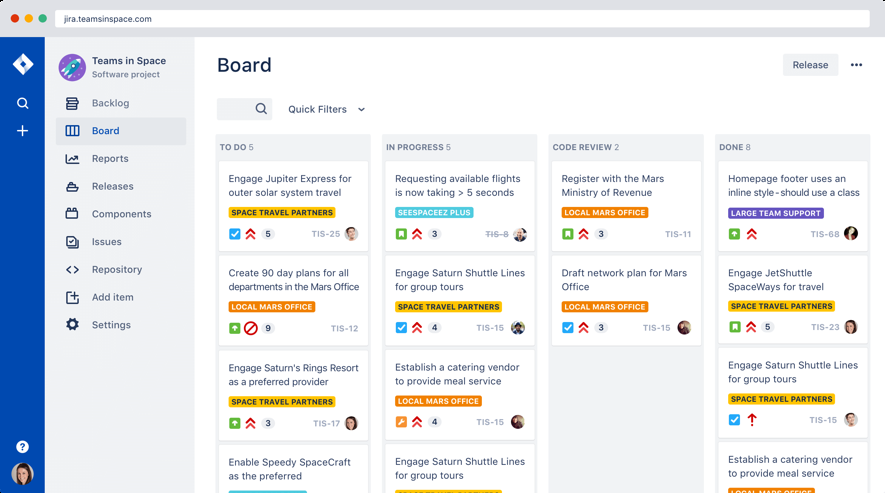 jira.teamsinspace.com
Teams in Space
Software project
Backlog
Board
Reports
Releases
Components
Issues
Repository
Add item
Settings
?
Board
Release
Quick Filters
TO DO 5
Engage Jupiter Express for
outer solar system travel
SPACE TRAVEL PARTNERS
5
TIS-25
Create 90 day plans for all
departments in the Mars Office
LOCAL MARS OFFICE
9
TIS-12
Engage Saturn's Rings Resort
as a preferred provider
SPACE TRAVEL PARTNERS
3
TIS-17
Enable Speedy SpaceCraft
as the preferred
IN PROGRESS 5
Requesting available flights
is now taking > 5 seconds
SEESPACEEZ PLUS
3
TIS-8
Engage Saturn Shuttle Lines
for group tours
SPACE TRAVEL PARTNERS
4
TIS-15
Establish a catering vendor
to provide meal service
LOCAL MARS OFFICE
4
TIS-15
Engage Saturn Shuttle Lines
for group tours
SPACE TRAVEL PARTNERS
CODE REVIEW 2
Register with the Mars
Ministry of Revenue
LOCAL MARS OFFICE
3
TIS-11
Draft network plan for Mars
Office
LOCAL MARS OFFICE
3
TIS-15
DONE 8
Homepage footer uses an
inline style-should use a class
LARGE TEAM SUPPORT
TIS-68
Engage JetShuttle
SpaceWays for travel
SPACE TRAVEL PARTNERS
5
TIS-23
Engage Saturn Shuttle Lines
for group tours
SPACE TRAVEL PARTNERS
TIS-15
Establish a catering vendor
to provide meal service
LOCAL MARS OFFICE